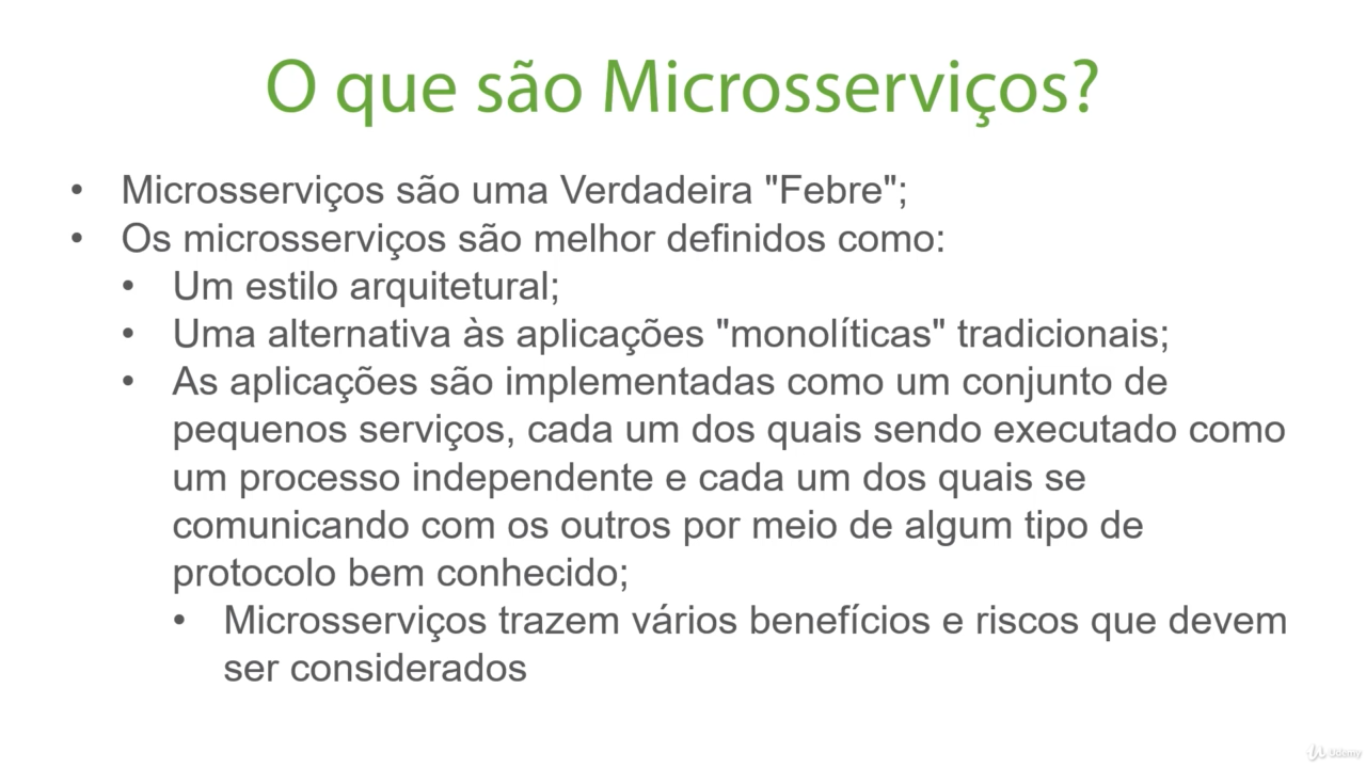 O que são Microsserviços?
• Microsserviços são uma Verdadeira "Febre";
• Os microsserviços são melhor definidos como:
• Um estilo arquitetural;
• Uma alternativa às aplicações "monolíticas" tradicionais;
• As aplicações são implementadas como um conjunto de
pequenos serviços, cada um dos quais sendo executado como
um processo independente e cada um dos quais se
comunicando com os outros por meio de algum tipo de
protocolo bem conhecido;
• Microsserviços trazem vários benefícios e riscos que devem
ser considerados
Udemy